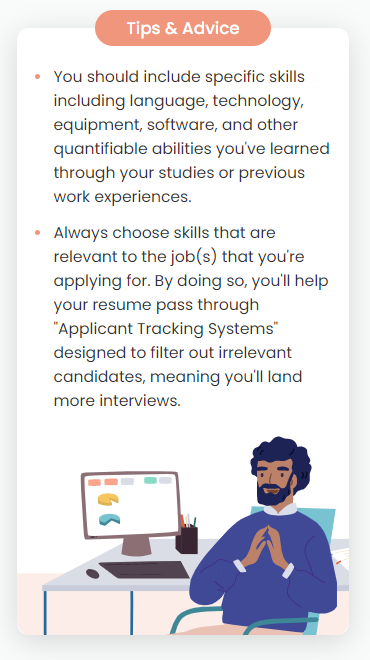 Tips & Advice
• You should include specific skills
including language, technology,
equipment, software, and other
quantifiable abilities you've learned
through your studies or previous
work experiences.
• Always choose skills that are
relevant to the job(s) that you're
applying for. By doing so, you'll help
your resume pass through
"Applicant Tracking Systems"
designed to filter out irrelevant
candidates, meaning you'll land
more interviews.